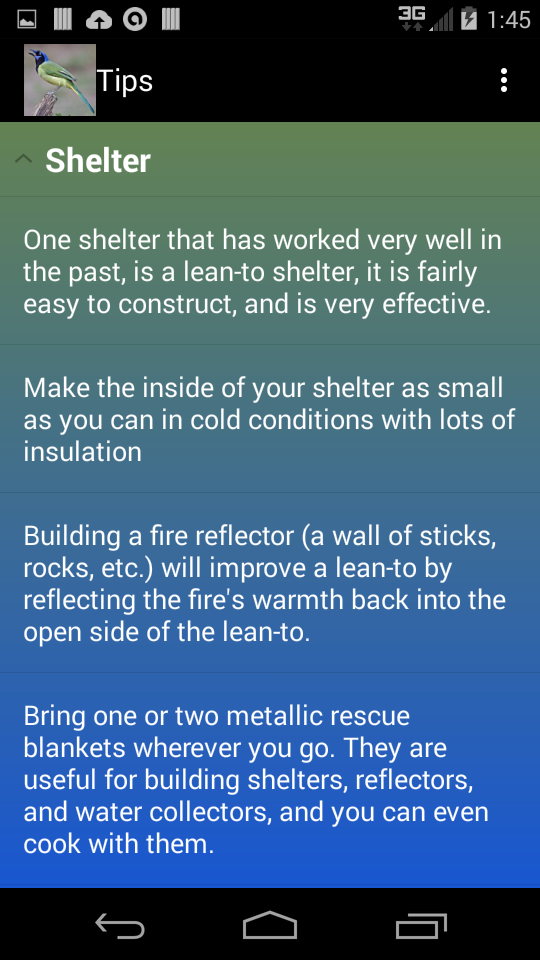 3G 1:45
Tips
Shelter
One shelter that has worked very well in
the past, is a lean-to shelter, it is fairly
easy to construct, and is very effective.
Make the inside of your shelter as small
as you can in cold conditions with lots of
insulation
Building a fire reflector (a wall of sticks,
rocks, etc.) will improve a lean-to by
reflecting the fire's warmth back into the
open side of the lean-to.
Bring one or two metallic rescue
blankets wherever you go. They are
useful for building shelters, reflectors,
and water collectors, and you can even
cook with them.